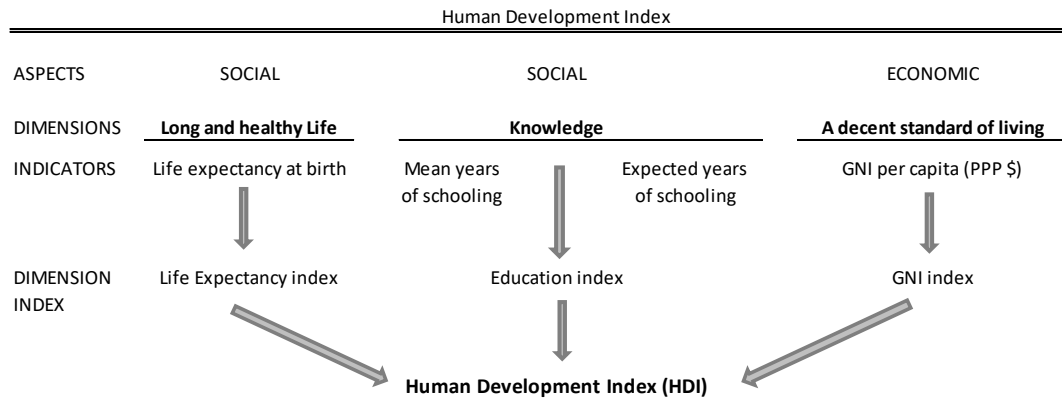 Human Development Index
ASPECTS SOCIAL SOCIAL ECONOMIC
DIMENSIONS Long and healthy Life Knowledge A decent standard of living
INDICATORS Life expectancy at birth Mean years Expected years GNI per capita (PPP $)
of schooling of schooling
DIMENSION Life Expectancy index Education index GNI index
INDEX
Human Development Index (HDI)